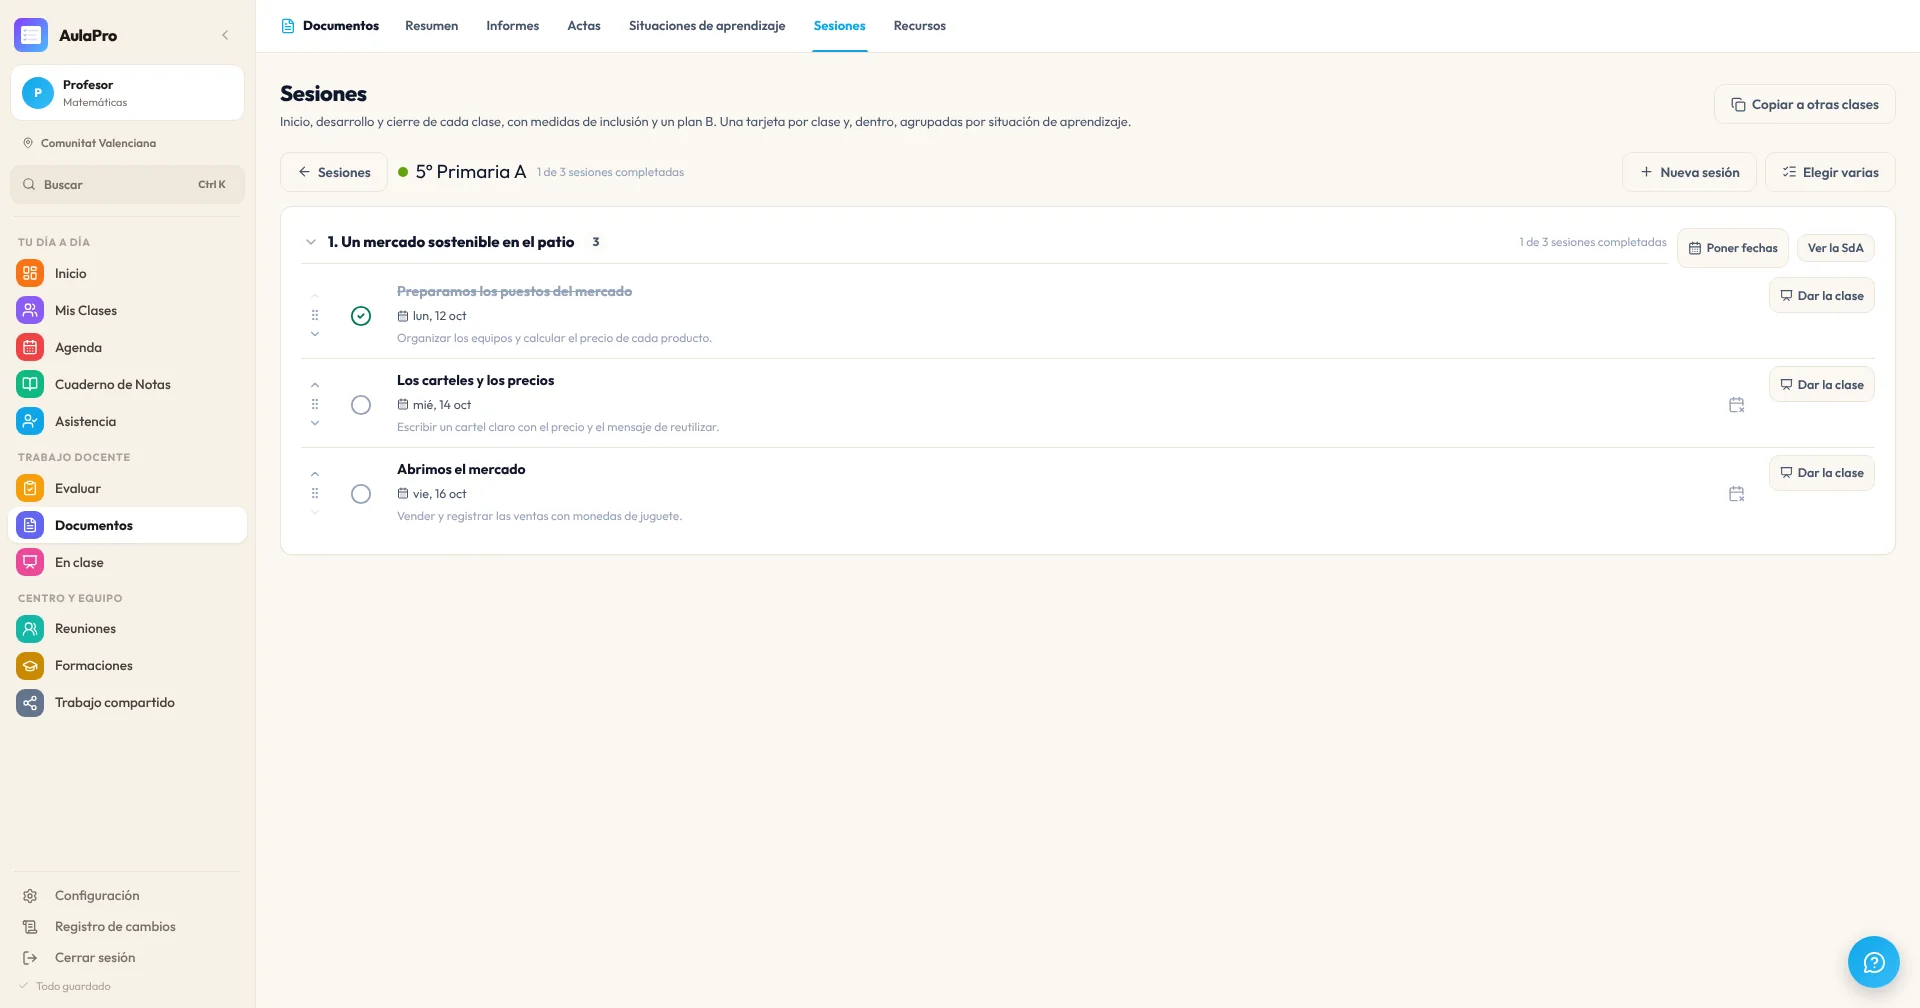 AulaPro
P
Profesor
Matemáticas
Comunitat Valenciana
Buscar
Ctrl K
TU DÍA A DÍA
Inicio
Mis Clases
Agenda
Cuaderno de Notas
Asistencia
TRABAJO DOCENTE
Evaluar
Documentos
En clase
CENTRO Y EQUIPO
Reuniones
Formaciones
Trabajo compartido
Configuración
Registro de cambios
Cerrar sesión
Todo guardado
Documentos Resumen Informes Actas Situaciones de aprendizaje Sesiones Recursos
Sesiones
Inicio, desarrollo y cierre de cada clase, con medidas de inclusión y un plan B. Una tarjeta por clase y, dentro, agrupadas por situación de aprendizaje.
Copiar a otras clases
Sesiones 5º Primaria A 1 de 3 sesiones completadas
Nueva sesión Elegir varias
1. Un mercado sostenible en el patio 3
1 de 3 sesiones completadas Poner fechas Ver la SdA
Preparamos los puestos del mercado
Dar la clase
lun, 12 oct
Organizar los equipos y calcular el precio de cada producto.
Los carteles y los precios
Dar la clase
mié, 14 oct
Escribir un cartel claro con el precio y el mensaje de reutilizar.
Abrimos el mercado
Dar la clase
vie, 16 oct
Vender y registrar las ventas con monedas de juguete.